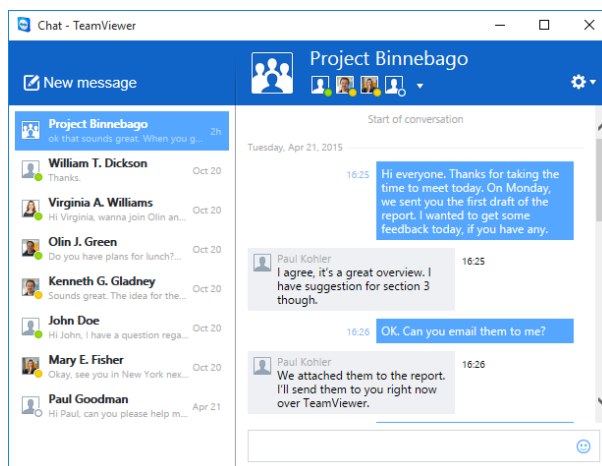 Chat - TeamViewer
New message
Project Binnebago
Project Binnebago
ok that sounds great. When you g...
2h
William T. Dickson
Thanks.
Oct 20
Virginia A. Williams
Hi Virginia, wanna join Olin an...
Oct 20
Olin J. Green
Do you have plans for lunch?...
Oct 20
Kenneth G. Gladney
Sounds great. The idea for the...
Oct 20
John Doe
Hi John, I have a question rega...
Oct 20
Mary E. Fisher
Okay, see you in New York nex...
Oct 20
Paul Goodman
Hi Paul, can you please help m...
Apr 21
Start of conversation
Tuesday, Apr 21, 2015
16:25
Hi everyone. Thanks for taking the
time to meet today. On Monday,
we sent you the first draft of the
report. I wanted to get some
feedback today, if you have any.
Paul Kohler
16:25
I agree, it's a great overview. I
have suggestion for section 3
though.
16:26
OK. Can you email them to me?
Paul Kohler
16:26
We attached them to the report.
I'll send them to you right now
over TeamViewer.